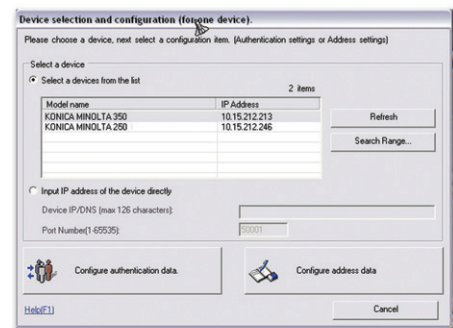 Device selection and configuration (for one device).
Please choose a device, next select a configuration item. (Authentication settings or Address settings)
Select a device
Select a devices from the list
2 items
Model name IP Address
KONICA MINOLTA 350 10.15.212.213
KONICA MINOLTA 250 10.15.212.246
Refresh
Search Range...
Input IP address of the device directly
Device IP/DNS (max 126 characters):
Port Number(1-65535): 50001
Configure authentication data.
Configure address data
Help[F1]
Cancel